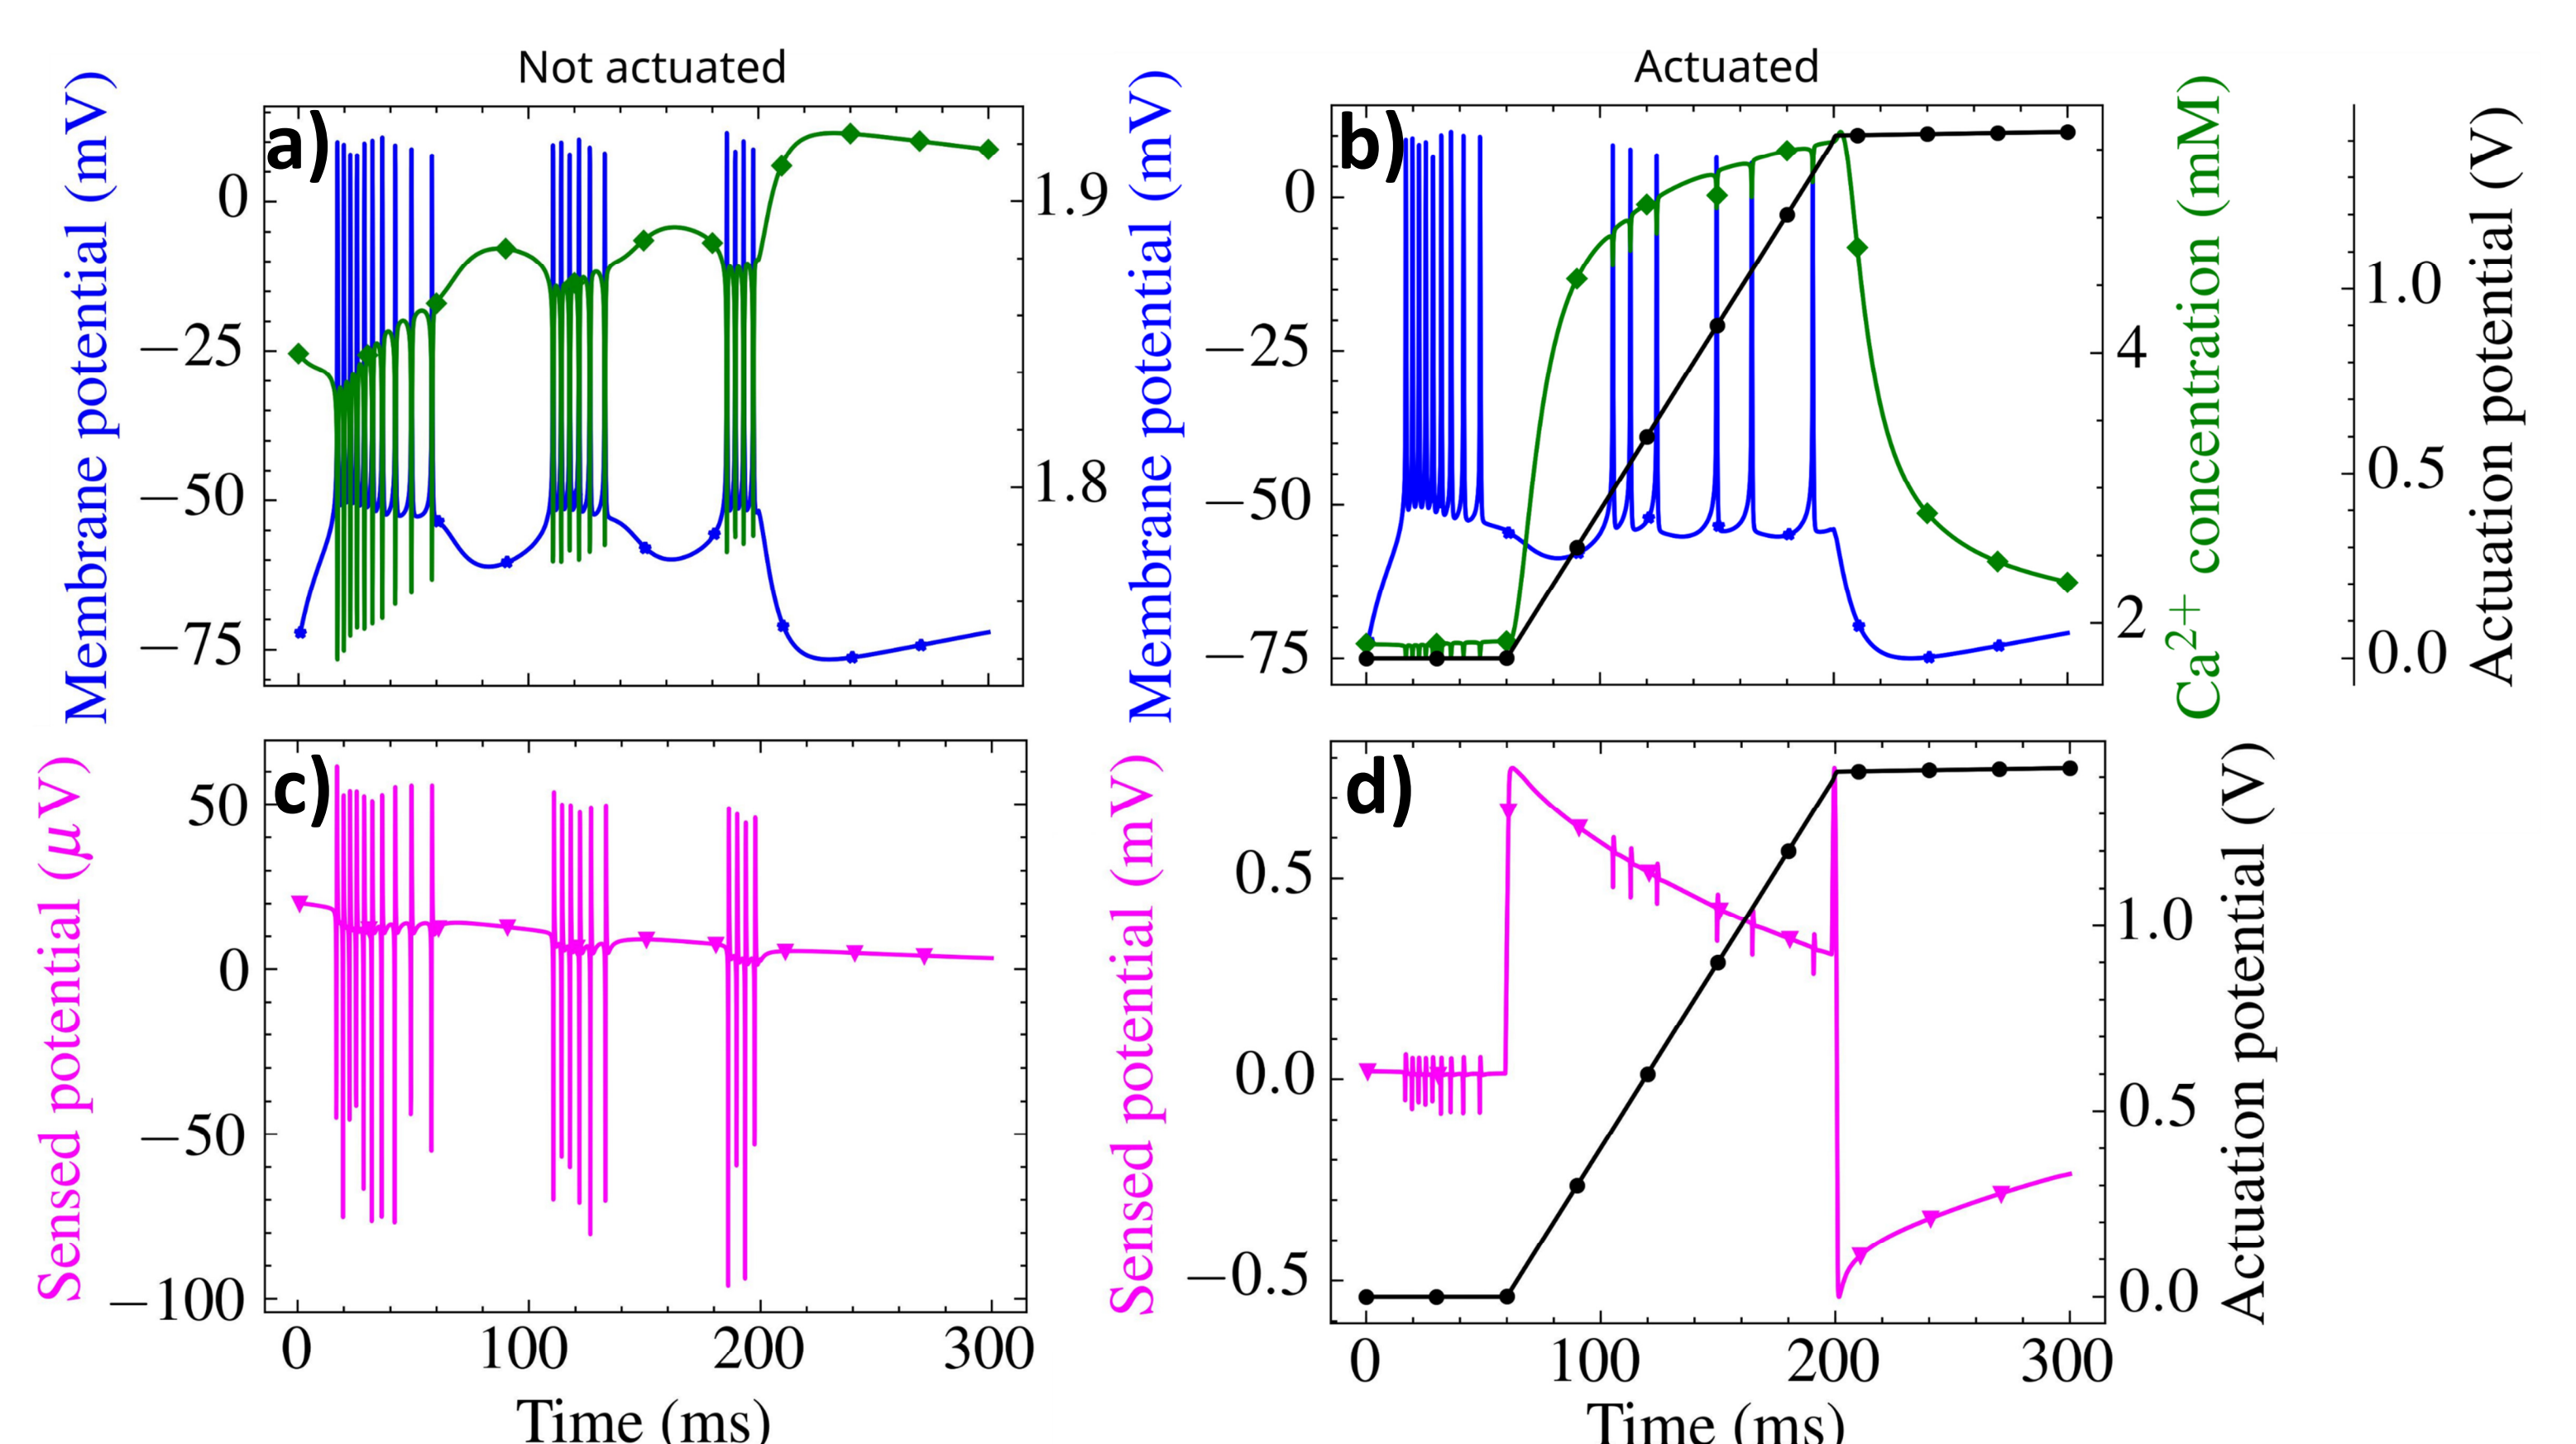 Not actuated
Actuated
a)
Membrane potential (mV)
0
−25
−50
−75
1.9
1.8
b)
Membrane potential (mV)
0
−25
−50
−75
4
2
Ca2+ concentration (mM)
1.0
0.5
0.0
Actuation potential (V)
c)
Sensed potential (μV)
50
0
−50
−100
0 100 200 300
Time (ms)
d)
Sensed potential (mV)
0.5
0.0
−0.5
1.0
0.5
0.0
Actuation potential (V)
0 100 200 300
Time (ms)